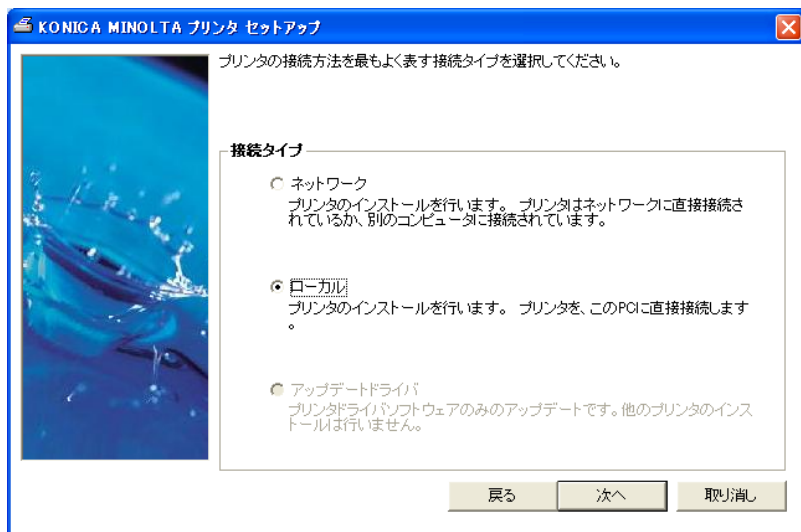 KONICA MINOLTA プリンタ セットアップ
プリンタの接続方法を最もよく表す接続タイプを選択してください。
接続タイプ
ネットワーク
プリンタのインストールを行います。 プリンタはネットワークに直接接続さ
れているか、別のコンピュータに接続されています。
ローカル
プリンタのインストールを行います。 プリンタを、このPCに直接接続します
。
アップデートドライバ
プリンタドライバソフトウェアのみのアップデートです。他のプリンタのインス
トールは行いません。
戻る
次へ
取り消し